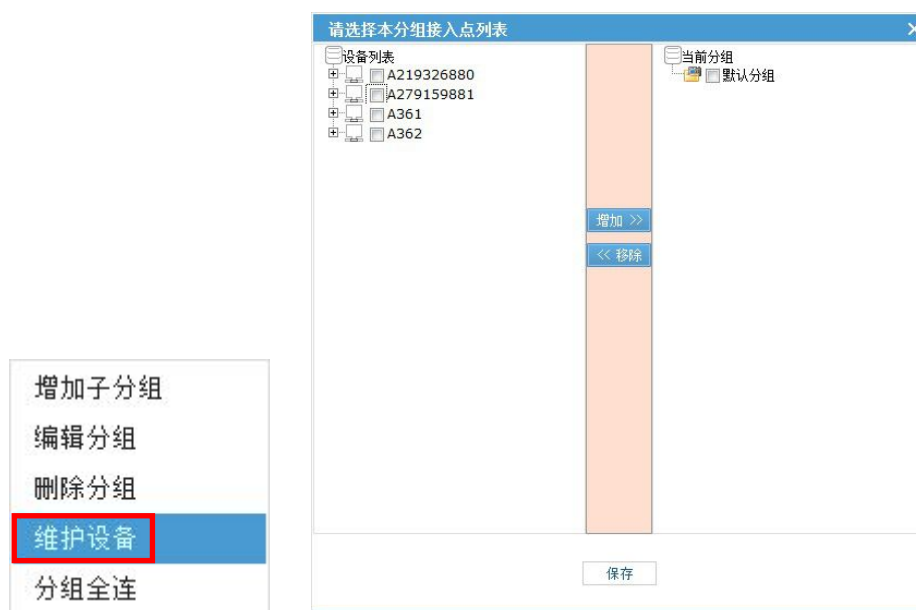 请选择本分组接入点列表
设备列表
A219326880
A279159881
A361
A362
增加 >>
<< 移除
当前分组
默认分组
保存
增加子分组
编辑分组
删除分组
维护设备
分组全连